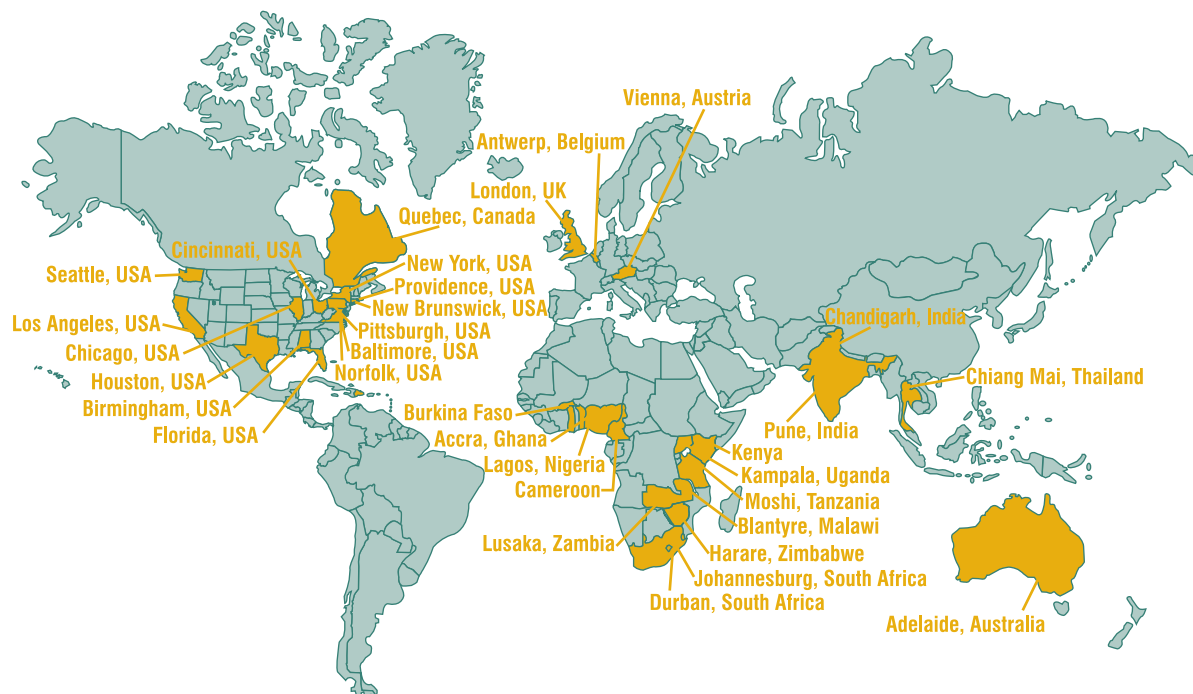 Vienna, Austria
Antwerp, Belgium
London, UK
Quebec, Canada
Cincinnati, USA
Seattle, USA
New York, USA
Providence, USA
New Brunswick, USA
Los Angeles, USA
Pittsburgh, USA
Chicago, USA
Baltimore, USA
Houston, USA
Norfolk, USA
Birmingham, USA
Florida, USA
Chandigarh, India
Chiang Mai, Thailand
Pune, India
Burkina Faso
Accra, Ghana
Lagos, Nigeria
Cameroon
Kenya
Kampala, Uganda
Moshi, Tanzania
Blantyre, Malawi
Lusaka, Zambia
Harare, Zimbabwe
Johannesburg, South Africa
Durban, South Africa
Adelaide, Australia